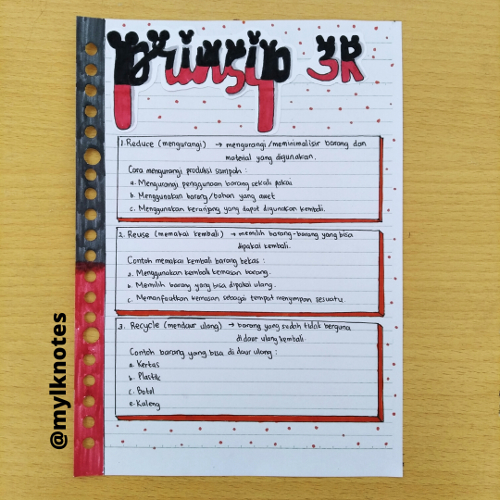 prinsip 3R
1. Reduce (mengurangi) → mengurangi/meminimalisir barang dan
material yang digunakan.
Cara mengurangi produksi sampah :
a. Mengurangi penggunaan barang sekali pakai
b. Menggunakan barang/bahan yang awet
c. Menggunakan keranjang yang dapat digunakan kembali.
2. Reuse (memakai kembali) → memilih barang-barang yang bisa
dipakai kembali.
Contoh memakai kembali barang bekas :
a. Menggunakan kembali kemasan barang.
b. Memilih barang yang bisa dipakai ulang.
c. Memanfaatkan kemasan sebagai tempat menyimpan sesuatu.
3. Recycle (mendaur ulang) → barang yang sudah tidak berguna
di daur ulang kembali
Contoh barang yang bisa di daur ulang :
a. Kertas
b. Plastik
c. Botol
e. Kaleng
@mylknotes